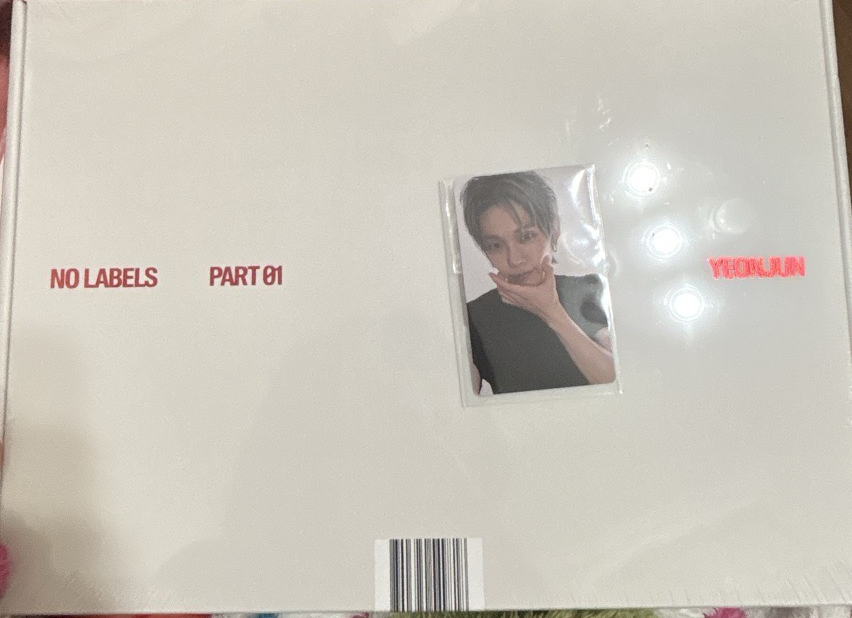 NO LABELS PART 01 YEONJUN